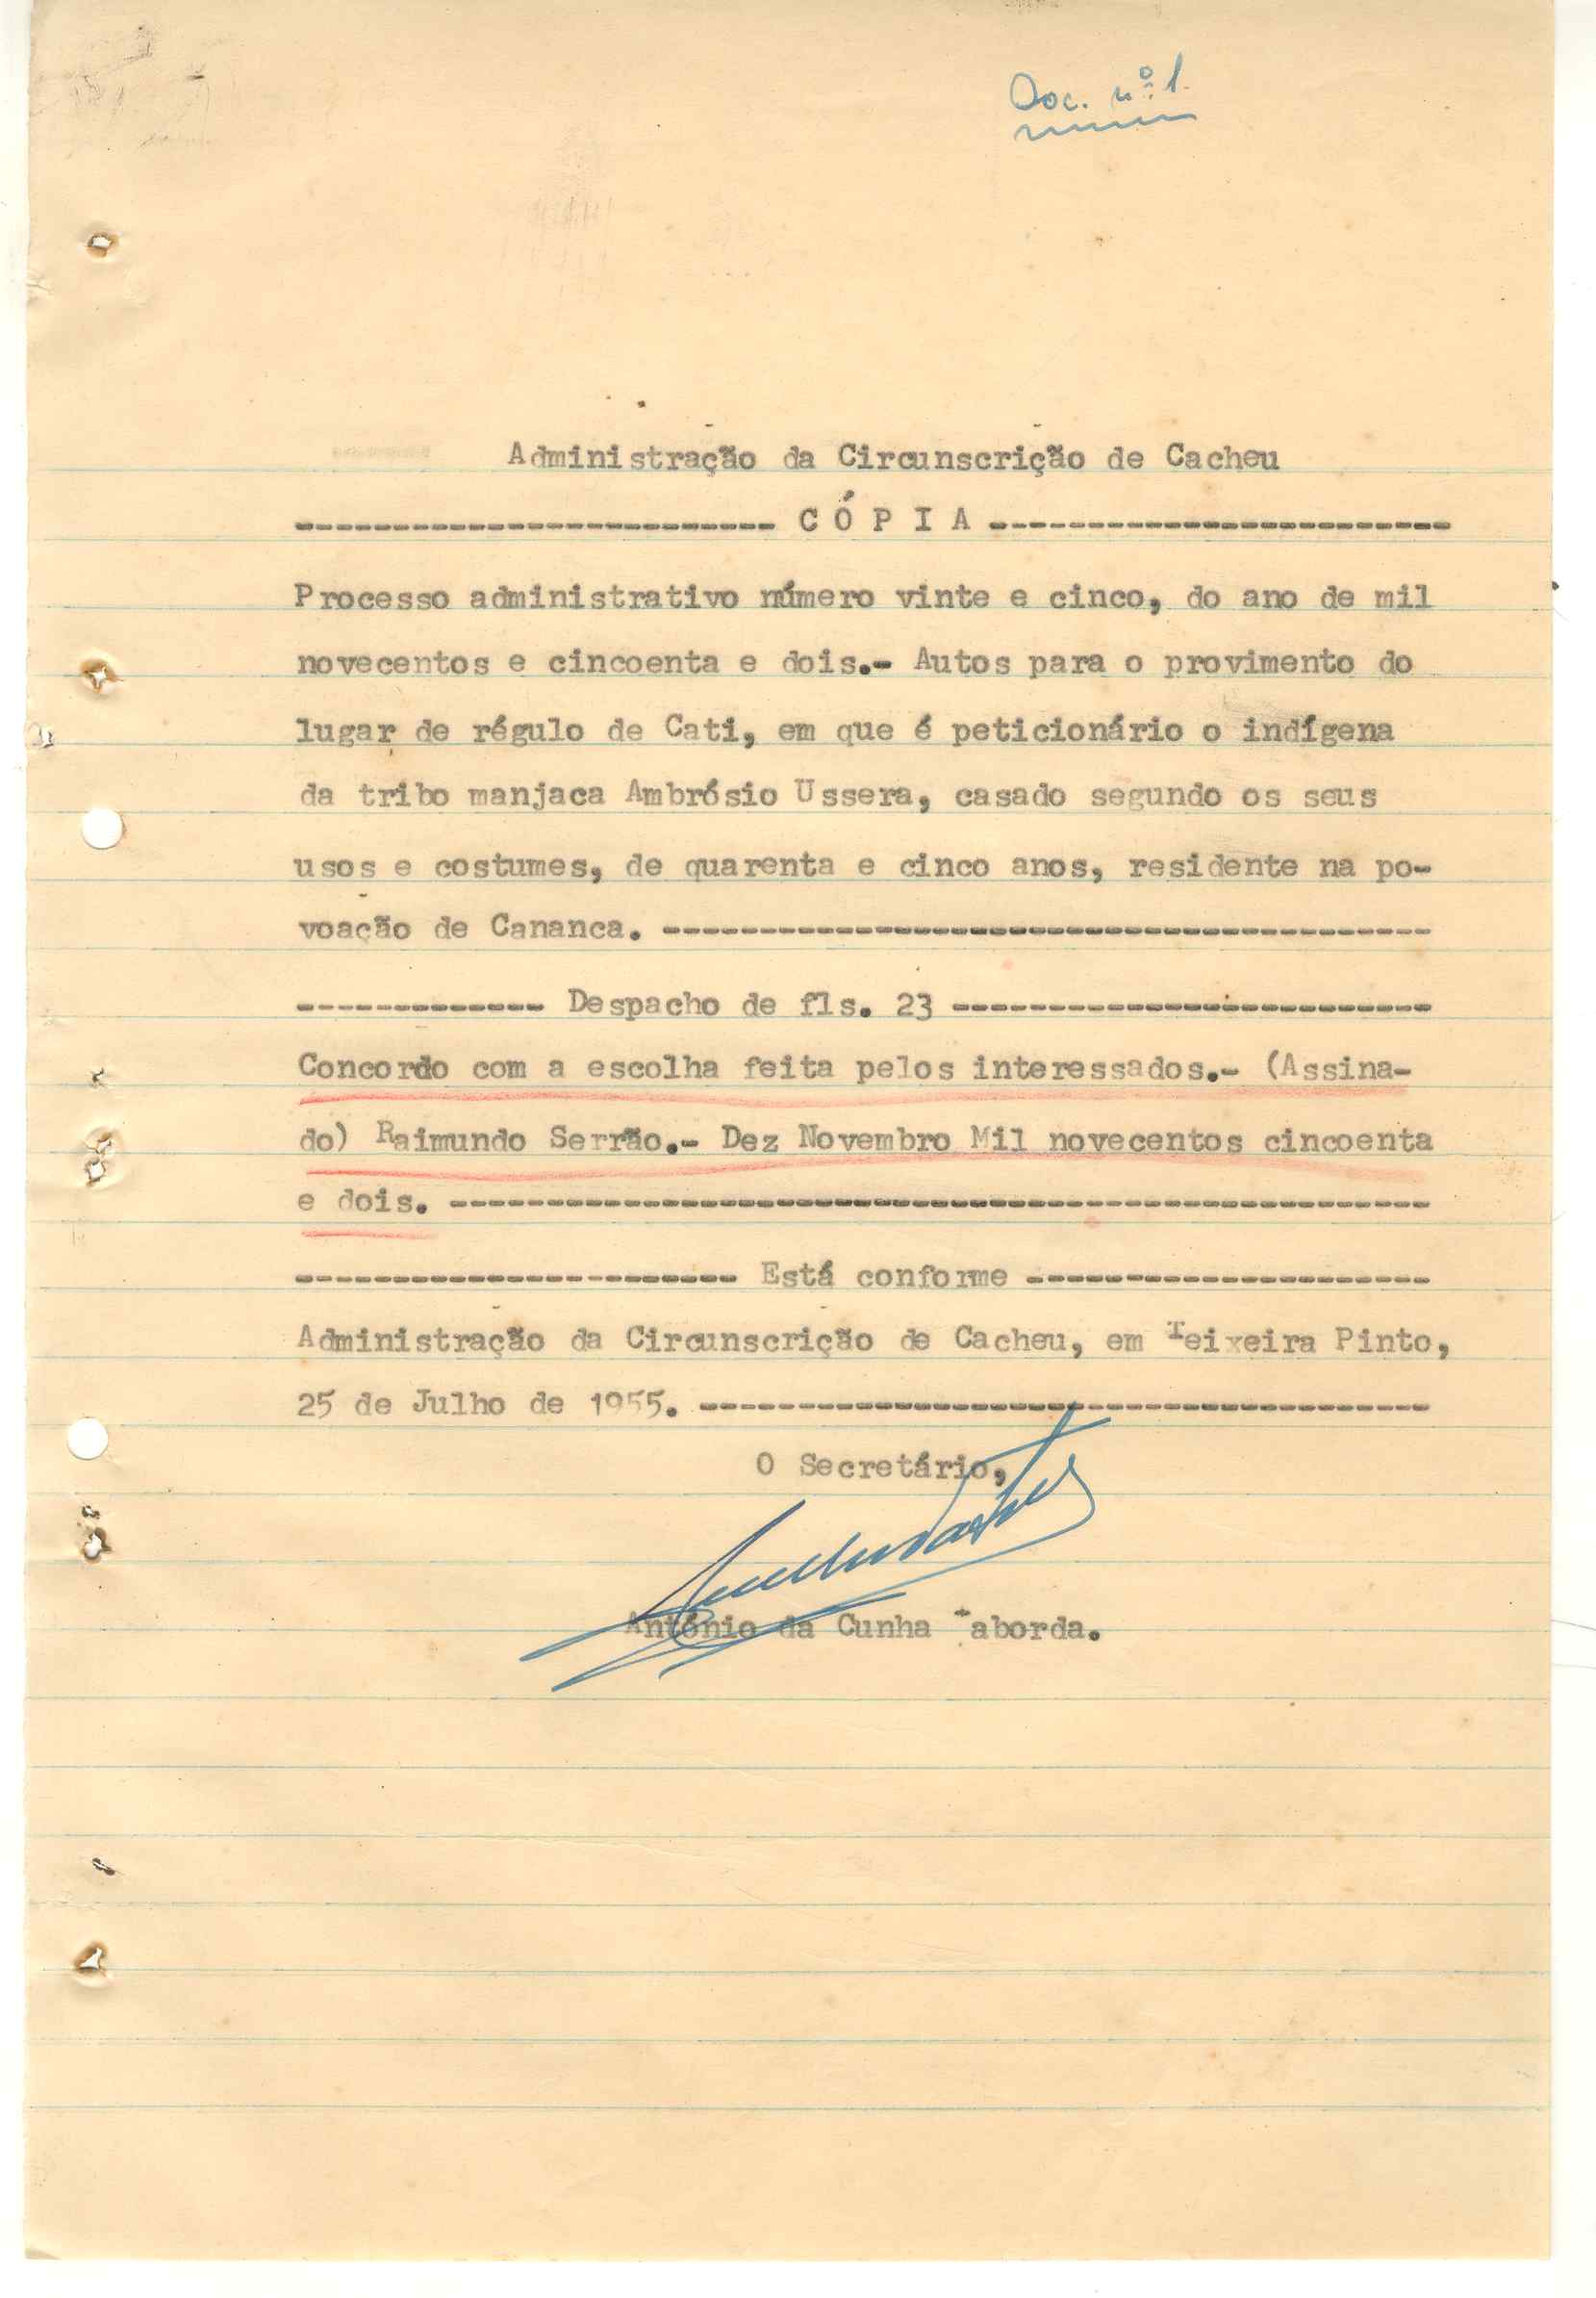 Doc. nº 1.
Administração da Circunscrição de Cacheu
------------------------ C Ó P I A ------------------------
Processo administrativo número vinte e cinco, do ano de mil
novecentos e cincoenta e dois.- Autos para o provimento do
lugar de régulo de Cati, em que é peticionário o indígena
da tribo manjaca Ambrósio Ussera, casado segundo os seus
usos e costumes, de quarenta e cinco anos, residente na po-
voação de Cananca. ---------------------------------------
------------- Despacho de fls. 23 -------------------------
Concordo com a escolha feita pelos interessados.- (Assina-
do) Raimundo Serrão.- Dez Novembro Mil novecentos cincoenta
e dois. --------------------------------------------------
----------------------- Está conforme ---------------------
Administração da Circunscrição de Cacheu, em Teixeira Pinto,
25 de Julho de 1955. --------------------------------------
O Secretário,
António da Cunha Taborda.